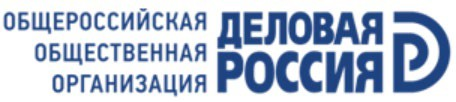 ОБЩЕРОССИЙСКАЯ
ОБЩЕСТВЕННАЯ
ОРГАНИЗАЦИЯ
ДЕЛОВАЯ
РОССИЯ